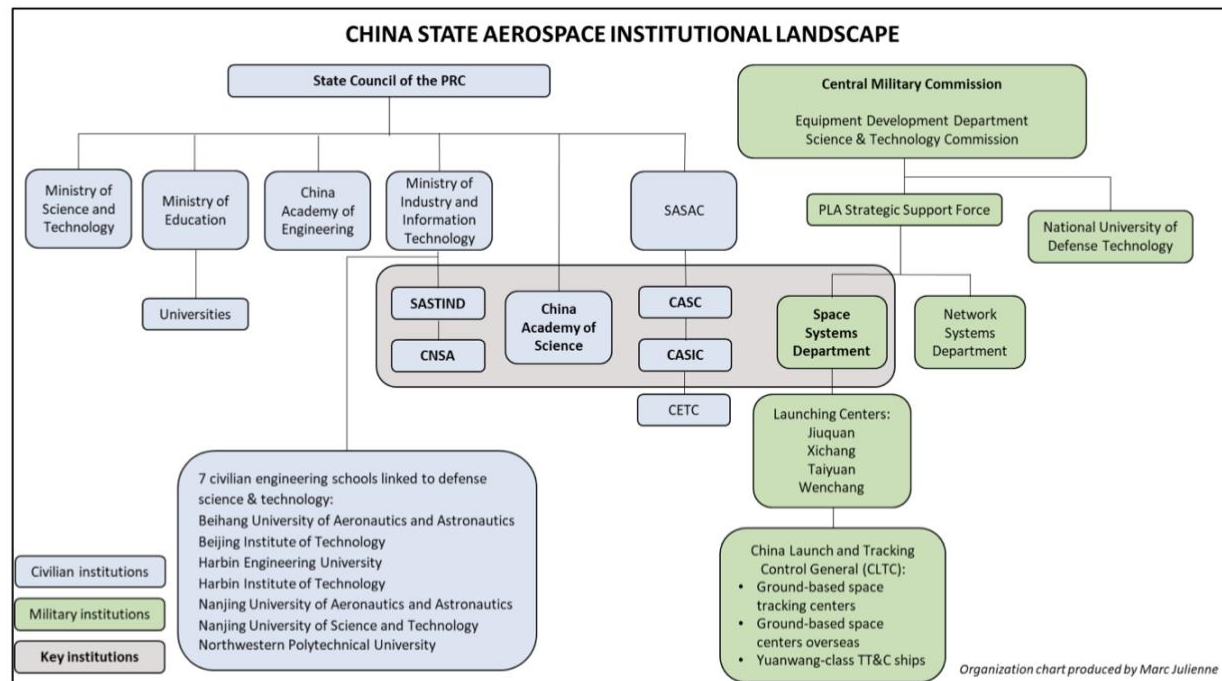 CHINA STATE AEROSPACE INSTITUTIONAL LANDSCAPE
State Council of the PRC
Central Military Commission
Equipment Development Department
Science & Technology Commission
Ministry of
Science and
Technology
Ministry of
Education
China
Academy of
Engineering
Ministry of
Industry and
Information
Technology
SASAC
PLA Strategic Support Force
National University of
Defense Technology
Universities
SASTIND
CNSA
China
Academy of
Science
CASC
CASIC
CETC
Space
Systems
Department
Network
Systems
Department
Launching Centers:
Jiuquan
Xichang
Taiyuan
Wenchang
7 civilian engineering schools linked to defense
science & technology:
Beihang University of Aeronautics and Astronautics
Beijing Institute of Technology
Harbin Engineering University
Harbin Institute of Technology
Nanjing University of Aeronautics and Astronautics
Nanjing University of Science and Technology
Northwestern Polytechnical University
China Launch and Tracking
Control General (CLTC):
• Ground-based space
tracking centers
• Ground-based space
centers overseas
• Yuanwang-class TT&C ships
Civilian institutions
Military institutions
Key institutions
Organization chart produced by Marc Julienne